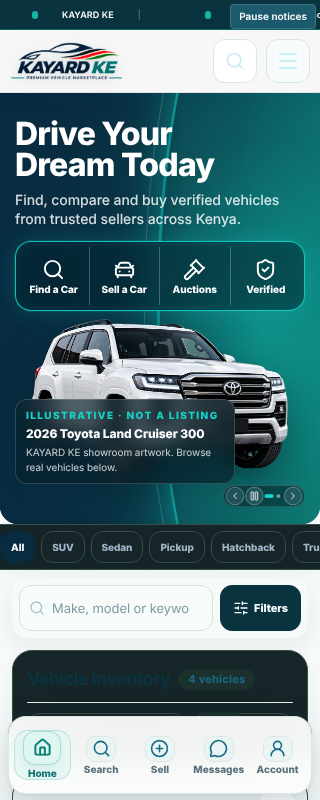 KAYARD KE
Pause notices
KAYARD KE
PREMIUM VEHICLE MARKETPLACE
Drive Your
Dream Today
Find, compare and buy verified vehicles
from trusted sellers across Kenya.
Find a Car
Sell a Car
Auctions
Verified
ILLUSTRATIVE · NOT A LISTING
2026 Toyota Land Cruiser 300
KAYARD KE showroom artwork. Browse
real vehicles below.
All
SUV
Sedan
Pickup
Hatchback
Tru
Make, model or keywo
Filters
Vehicle Inventory
4 vehicles
Home
Search
Sell
Messages
Account